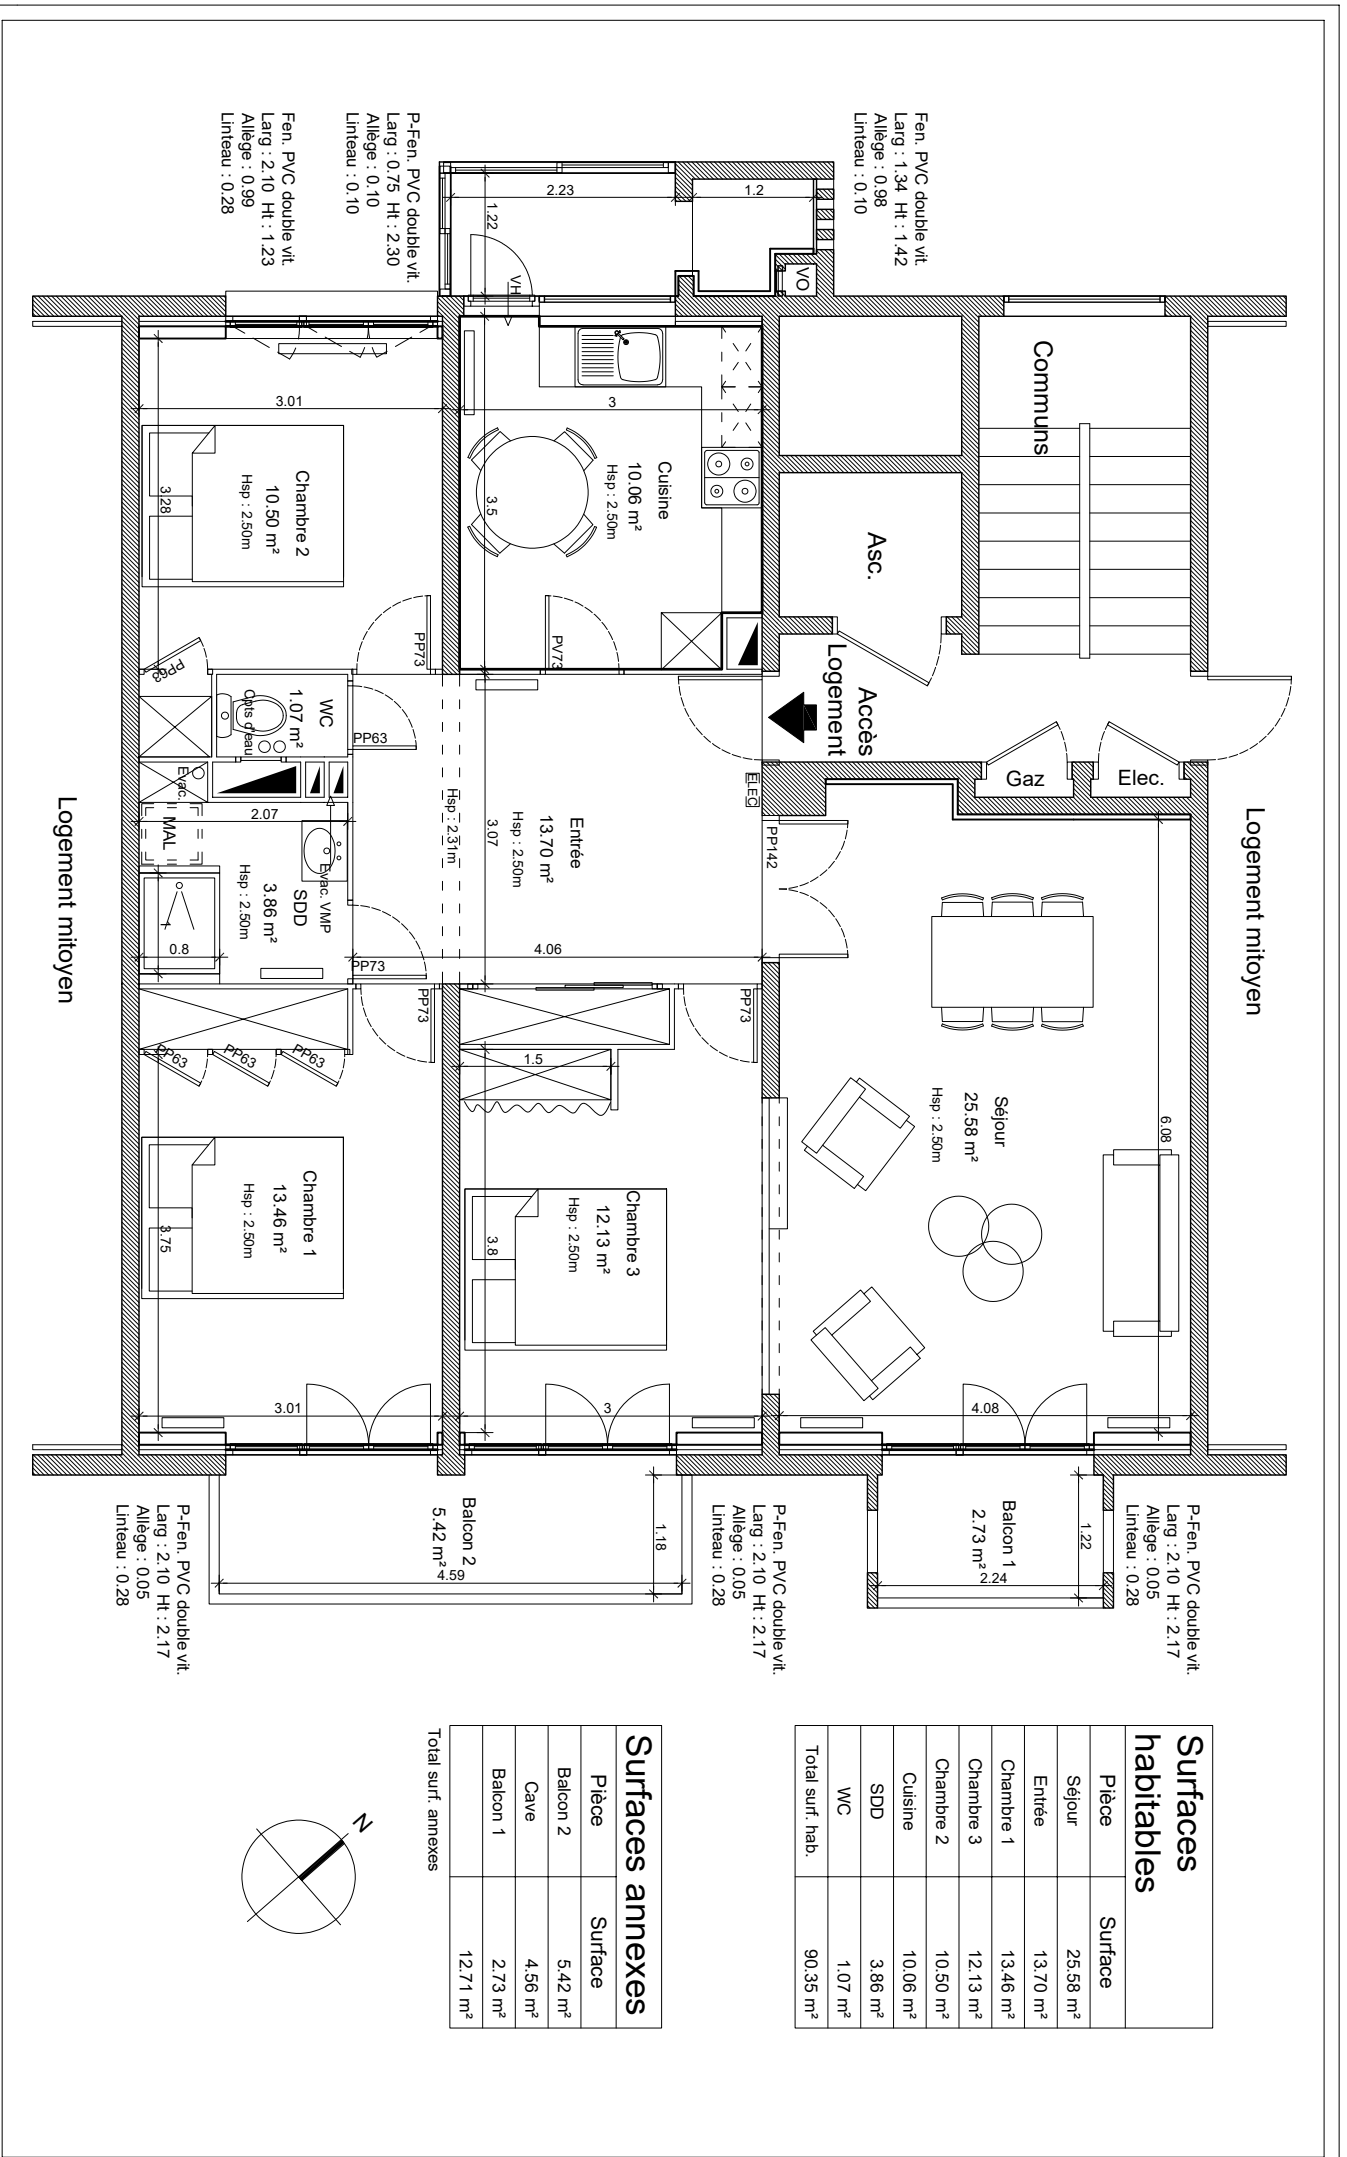 Logement mitoyen
Communs
Asc.
Accès
Logement
Gaz
Elec.
Fen. PVC double vit.
Larg : 1.34 Ht : 1.42
Allège : 0.98
Linteau : 0.10
P-Fen. PVC double vit.
Larg : 0.75 Ht : 2.30
Allège : 0.10
Linteau : 0.10
Fen. PVC double vit.
Larg : 2.10 Ht : 1.23
Allège : 0.99
Linteau : 0.28
2.23
1.2
1.22
VH
VO
Cuisine
10.06 m²
Hsp : 2.50m
3
3.5
PV73
Chambre 2
10.50 m²
Hsp : 2.50m
3.01
3.28
PP73
PP63
WC
1.07 m²
Cpts d'eau
PP63
Evac.
MAL
2.07
SDD
3.86 m²
Hsp : 2.50m
Evac. VMP
0.8
1
PP73
Entrée
13.70 m²
Hsp : 2.50m
Hsp : 2.31m
3.07
4.06
ELEC
PP142
PP73
PP73
PP63
PP63
PP63
1.5
Séjour
25.58 m²
Hsp : 2.50m
6.08
4.08
Chambre 3
12.13 m²
Hsp : 2.50m
3.8
3
Chambre 1
13.46 m²
Hsp : 2.50m
3.75
3.01
Balcon 1
2.73 m²
1.22
2.24
Balcon 2
5.42 m²
1.18
4.59
P-Fen. PVC double vit.
Larg : 2.10 Ht : 2.17
Allège : 0.05
Linteau : 0.28
P-Fen. PVC double vit.
Larg : 2.10 Ht : 2.17
Allège : 0.05
Linteau : 0.28
P-Fen. PVC double vit.
Larg : 2.10 Ht : 2.17
Allège : 0.05
Linteau : 0.28
Logement mitoyen
Surfaces
habitables
Pièce Surface
Séjour 25.58 m²
Entrée 13.70 m²
Chambre 1 13.46 m²
Chambre 3 12.13 m²
Chambre 2 10.50 m²
Cuisine 10.06 m²
SDD 3.86 m²
WC 1.07 m²
Total surf. hab. 90.35 m²
Surfaces annexes
Pièce Surface
Balcon 2 5.42 m²
Cave 4.56 m²
Balcon 1 2.73 m²
12.71 m²
Total surf. annexes
N